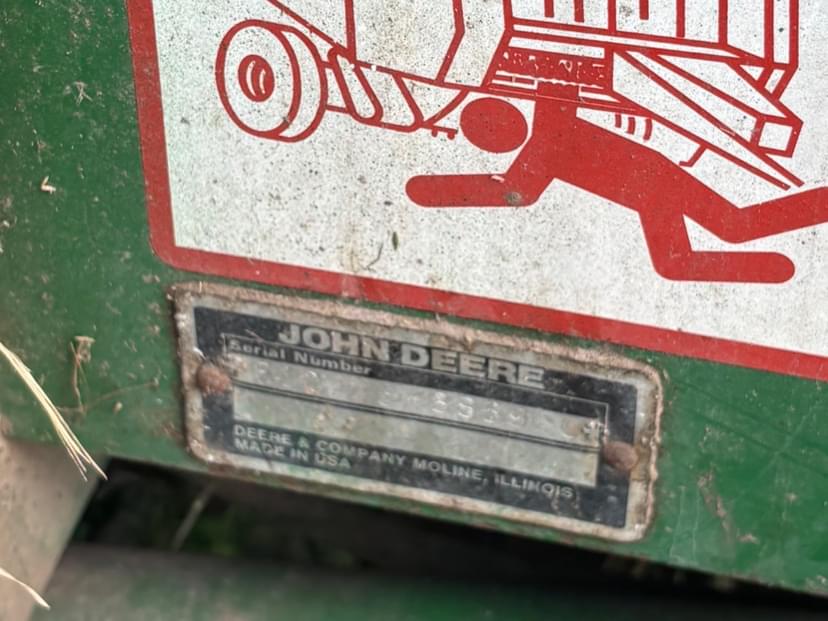 JOHN DEERE
Serial Number
DEERE & COMPANY MOLINE, ILLINOIS
MADE IN USA